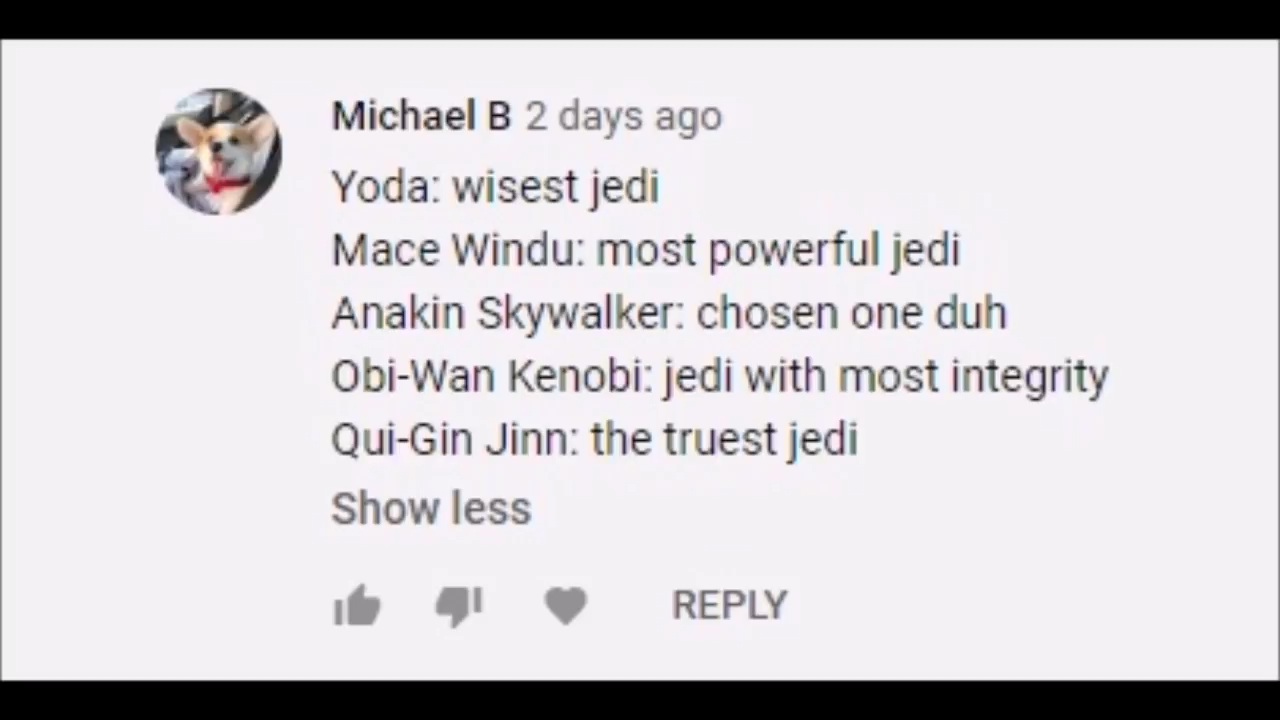 Michael B 2 days ago
Yoda: wisest jedi
Mace Windu: most powerful jedi
Anakin Skywalker: chosen one duh
Obi-Wan Kenobi: jedi with most integrity
Qui-Gin Jinn: the truest jedi
Show less
REPLY